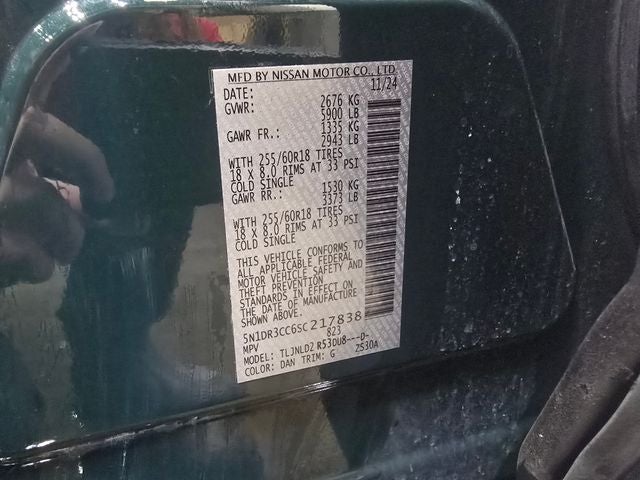 MFD BY NISSAN MOTOR CO., LTD
DATE: 11/24
GVWR: 2676 KG
5900 LB
GAWR FR.: 1335 KG
2943 LB
WITH 255/60R18 TIRES
18 X 8.0 RIMS AT 33 PSI
COLD SINGLE
GAWR RR.: 1530 KG
3373 LB
WITH 255/60R18 TIRES
18 X 8.0 RIMS AT 33 PSI
COLD SINGLE
THIS VEHICLE CONFORMS TO
ALL APPLICABLE FEDERAL
MOTOR VEHICLE SAFETY AND
THEFT PREVENTION
STANDARDS IN EFFECT ON
THE DATE OF MANUFACTURE
SHOWN ABOVE.
5N1DR3CC6SC217838
MPV 823
MODEL: TLJNLD2 R53DU8---D-
COLOR: DAN TRIM: G 2S30A